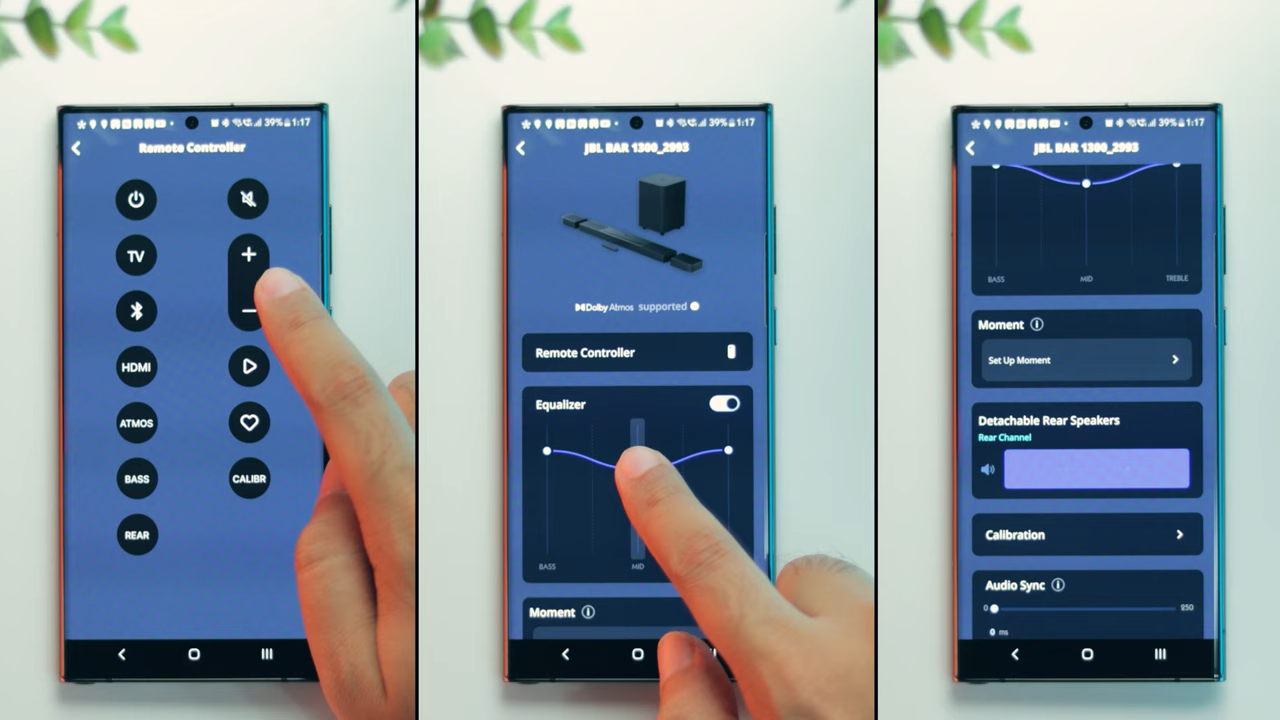 39% 1:17
Remote Controller
TV
+
−
HDMI
ATMOS
BASS
CALIBR
REAR
39% 1:17
JBL BAR 1300_2993
Dolby Atmos supported
Remote Controller
Equalizer
BASS MID
Moment
39% 1:17
JBL BAR 1300_2993
BASS MID TREBLE
Moment
Set Up Moment
Detachable Rear Speakers
Rear Channel
Calibration
Audio Sync
0 250
0 ms